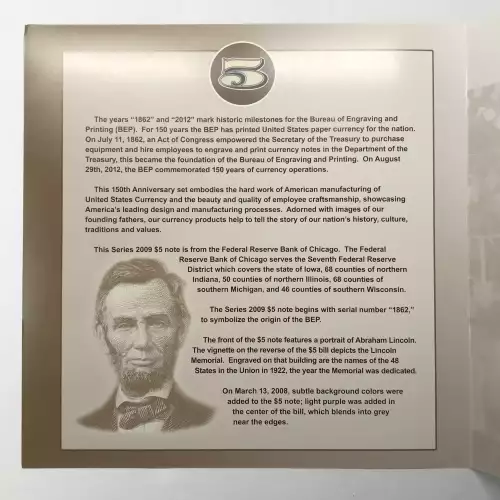 5
The years “1862” and “2012” mark historic milestones for the Bureau of Engraving and
Printing (BEP). For 150 years the BEP has printed United States paper currency for the nation.
On July 11, 1862, an Act of Congress empowered the Secretary of the Treasury to purchase
equipment and hire employees to engrave and print currency notes in the Department of the
Treasury, this became the foundation of the Bureau of Engraving and Printing. On August
29th, 2012, the BEP commemorated 150 years of currency operations.
This 150th Anniversary set embodies the hard work of American manufacturing of
United States Currency and the beauty and quality of employee craftsmanship, showcasing
America's leading design and manufacturing processes. Adorned with images of our
founding fathers, our currency products help to tell the story of our nation's history, culture,
traditions and values.
This Series 2009 $5 note is from the Federal Reserve Bank of Chicago. The Federal
Reserve Bank of Chicago serves the Seventh Federal Reserve
District which covers the state of Iowa, 68 counties of northern
Indiana, 50 counties of northern Illinois, 68 counties of
southern Michigan, and 46 counties of southern Wisconsin.
The Series 2009 $5 note begins with serial number “1862,”
to symbolize the origin of the BEP.
The front of the $5 note features a portrait of Abraham Lincoln.
The vignette on the reverse of the $5 bill depicts the Lincoln
Memorial. Engraved on that building are the names of the 48
States in the Union in 1922, the year the Memorial was dedicated.
On March 13, 2008, subtle background colors were
added to the $5 note; light purple was added in
the center of the bill, which blends into grey
near the edges.